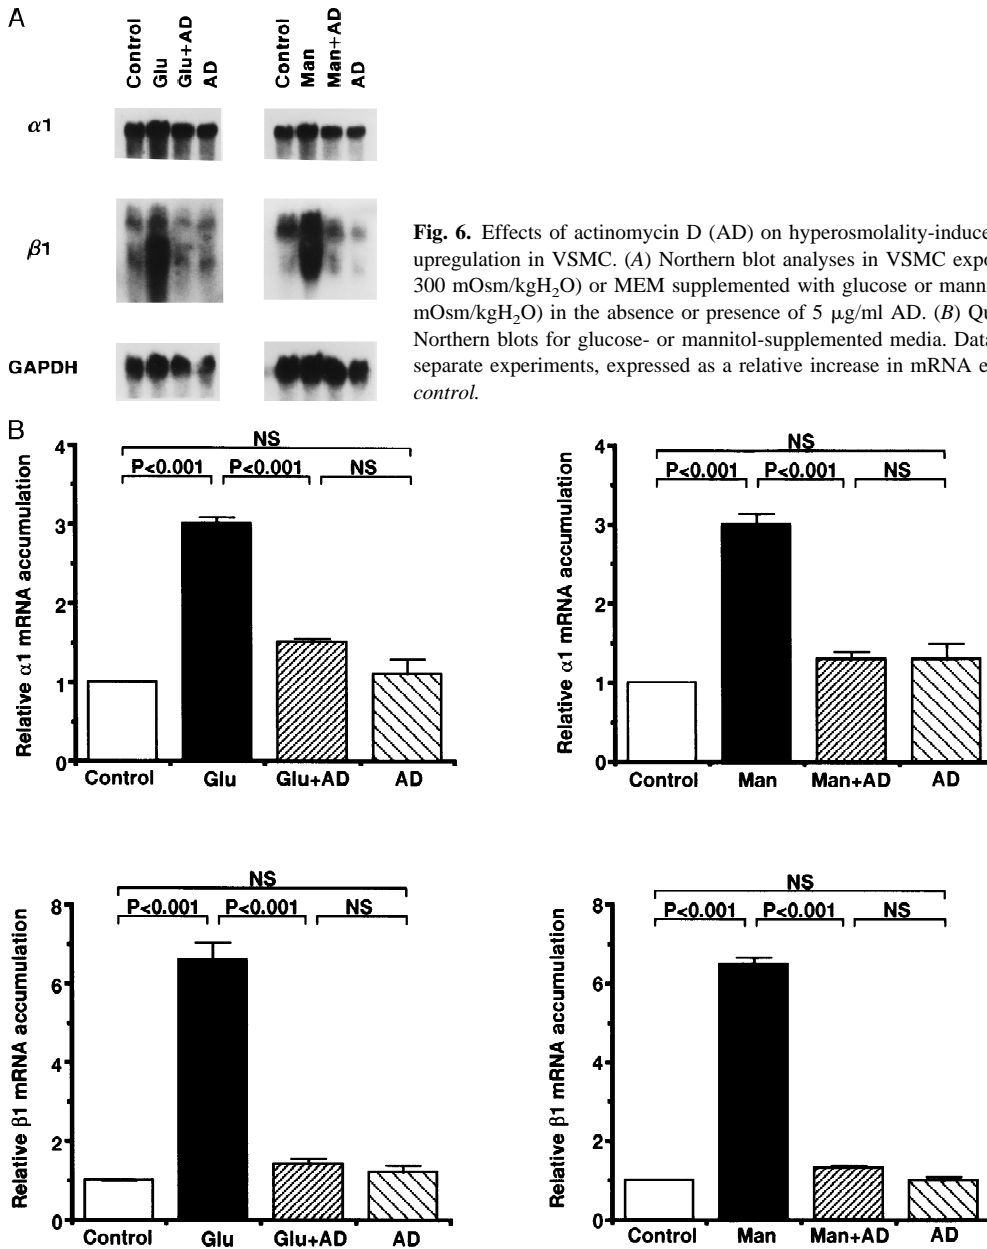 A
Control Glu Glu+AD AD
Control Man Man+AD AD
α1
β1
GAPDH
Fig. 6. Effects of actinomycin D (AD) on hyperosmolality-induce
upregulation in VSMC. (A) Northern blot analyses in VSMC expo
300 mOsm/kgH2O) or MEM supplemented with glucose or manni
mOsm/kgH2O) in the absence or presence of 5 μg/ml AD. (B) Qu
Northern blots for glucose- or mannitol-supplemented media. Data
separate experiments, expressed as a relative increase in mRNA e
control.
B
Relative α1 mRNA accumulation
4
3
2
1
0
NS
P<0.001 P<0.001 NS
Control Glu Glu+AD AD
Relative α1 mRNA accumulation
4
3
2
1
0
NS
P<0.001 P<0.001 NS
Control Man Man+AD AD
Relative β1 mRNA accumulation
8
6
4
2
0
NS
P<0.001 P<0.001 NS
Control Glu Glu+AD AD
Relative β1 mRNA accumulation
8
6
4
2
0
NS
P<0.001 P<0.001 NS
Control Man Man+AD AD